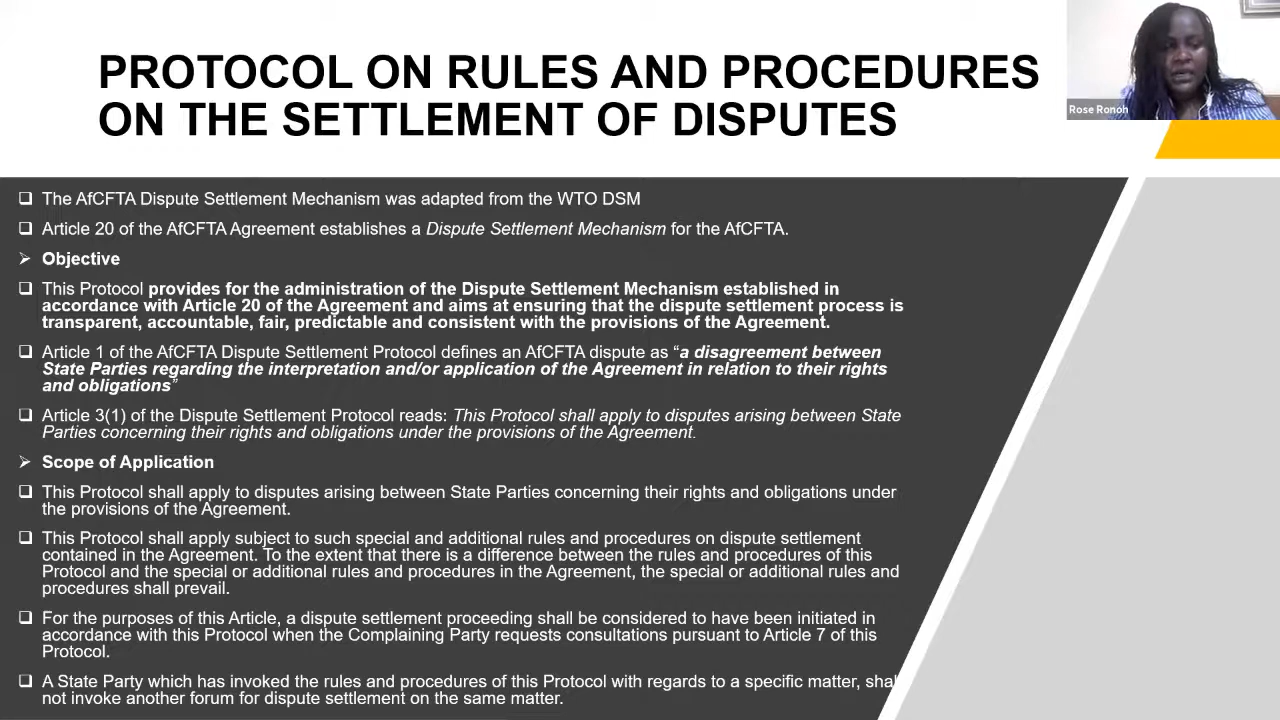 PROTOCOL ON RULES AND PROCEDURES
ON THE SETTLEMENT OF DISPUTES
Rose Ronoh
The AfCFTA Dispute Settlement Mechanism was adapted from the WTO DSM
Article 20 of the AfCFTA Agreement establishes a Dispute Settlement Mechanism for the AfCFTA.
Objective
This Protocol provides for the administration of the Dispute Settlement Mechanism established in
accordance with Article 20 of the Agreement and aims at ensuring that the dispute settlement process is
transparent, accountable, fair, predictable and consistent with the provisions of the Agreement.
Article 1 of the AfCFTA Dispute Settlement Protocol defines an AfCFTA dispute as “a disagreement between
State Parties regarding the interpretation and/or application of the Agreement in relation to their rights
and obligations”
Article 3(1) of the Dispute Settlement Protocol reads: This Protocol shall apply to disputes arising between State
Parties concerning their rights and obligations under the provisions of the Agreement.
Scope of Application
This Protocol shall apply to disputes arising between State Parties concerning their rights and obligations under
the provisions of the Agreement.
This Protocol shall apply subject to such special and additional rules and procedures on dispute settlement
contained in the Agreement. To the extent that there is a difference between the rules and procedures of this
Protocol and the special or additional rules and procedures in the Agreement, the special or additional rules and
procedures shall prevail.
For the purposes of this Article, a dispute settlement proceeding shall be considered to have been initiated in
accordance with this Protocol when the Complaining Party requests consultations pursuant to Article 7 of this
Protocol.
A State Party which has invoked the rules and procedures of this Protocol with regards to a specific matter, shall
not invoke another forum for dispute settlement on the same matter.